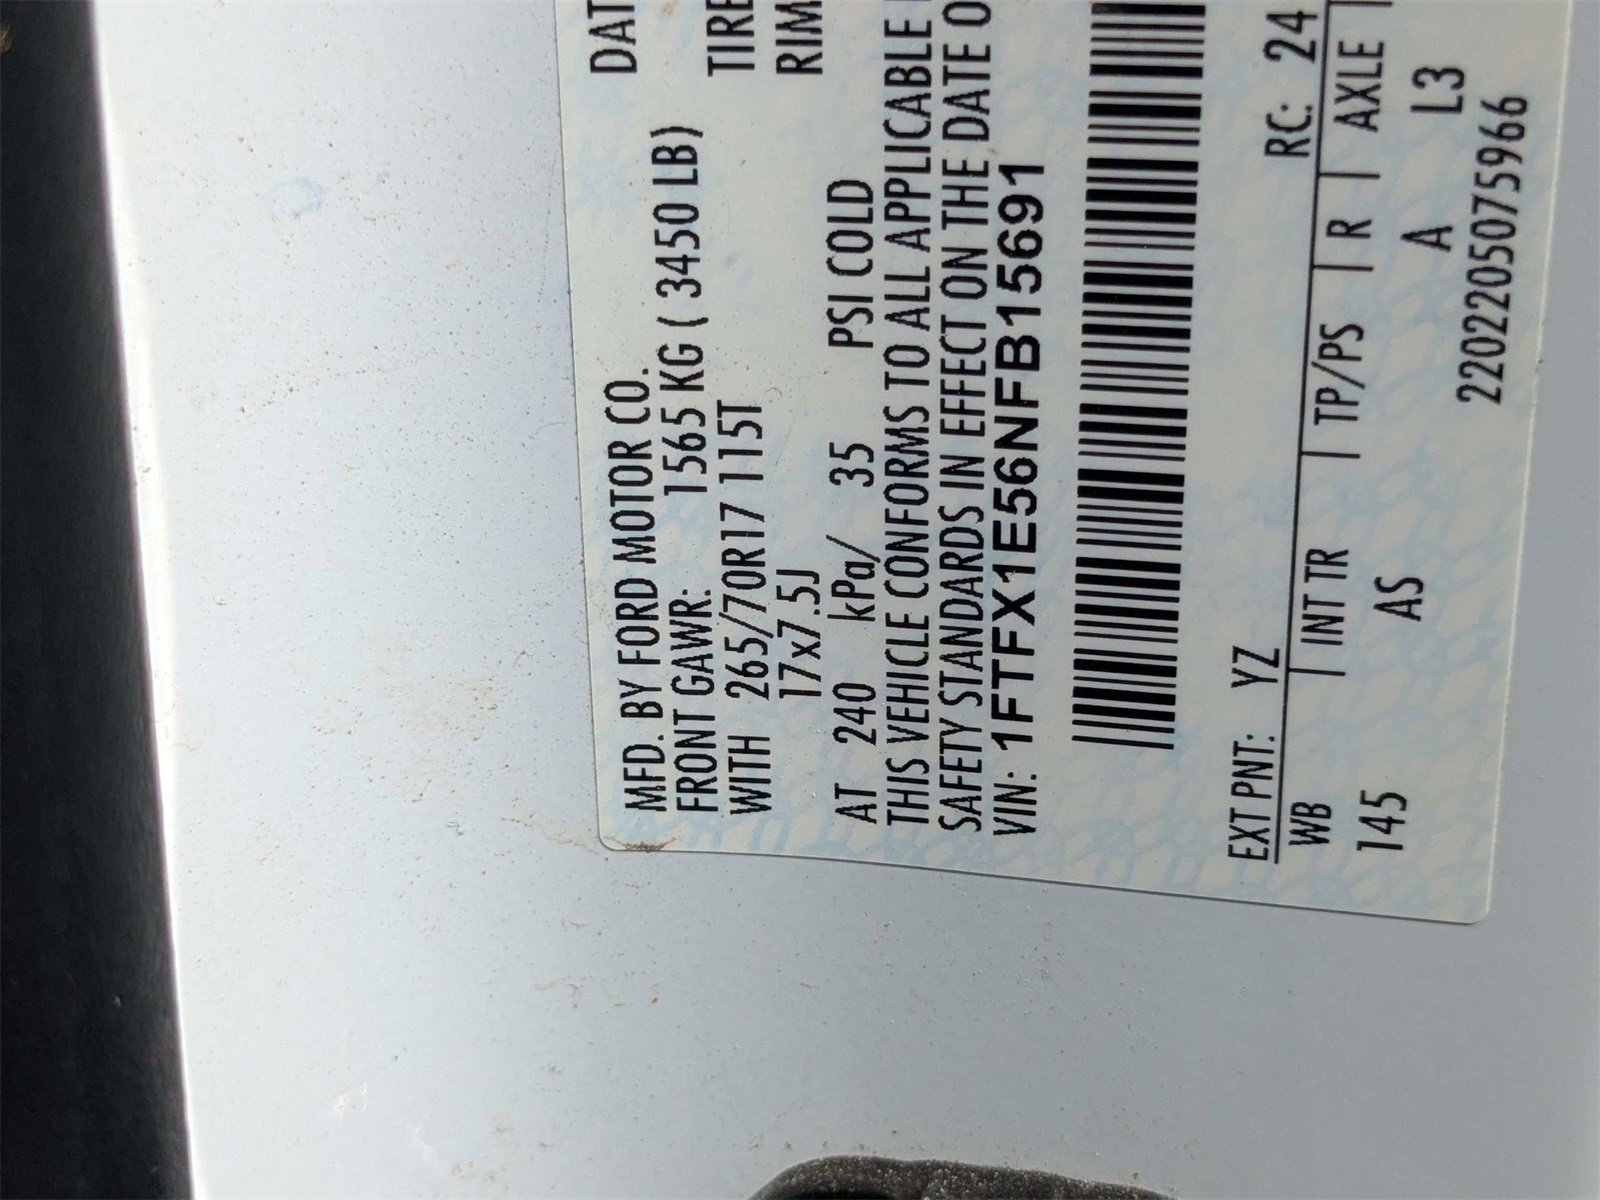 MFD. BY FORD MOTOR CO. DAT
FRONT GAWR: 1565 KG ( 3450 LB)
WITH 265/70R17 115T TIRE
17x7.5J RIM
AT 240 kPa/ 35 PSI COLD
THIS VEHICLE CONFORMS TO ALL APPLICABLE
SAFETY STANDARDS IN EFFECT ON THE DATE O
VIN: 1FTFX1E56NFB15691
EXT PNT: YZ RC: 24
WB | INT TR | TP/PS | R | AXLE |
145 AS A L3
2202205075966